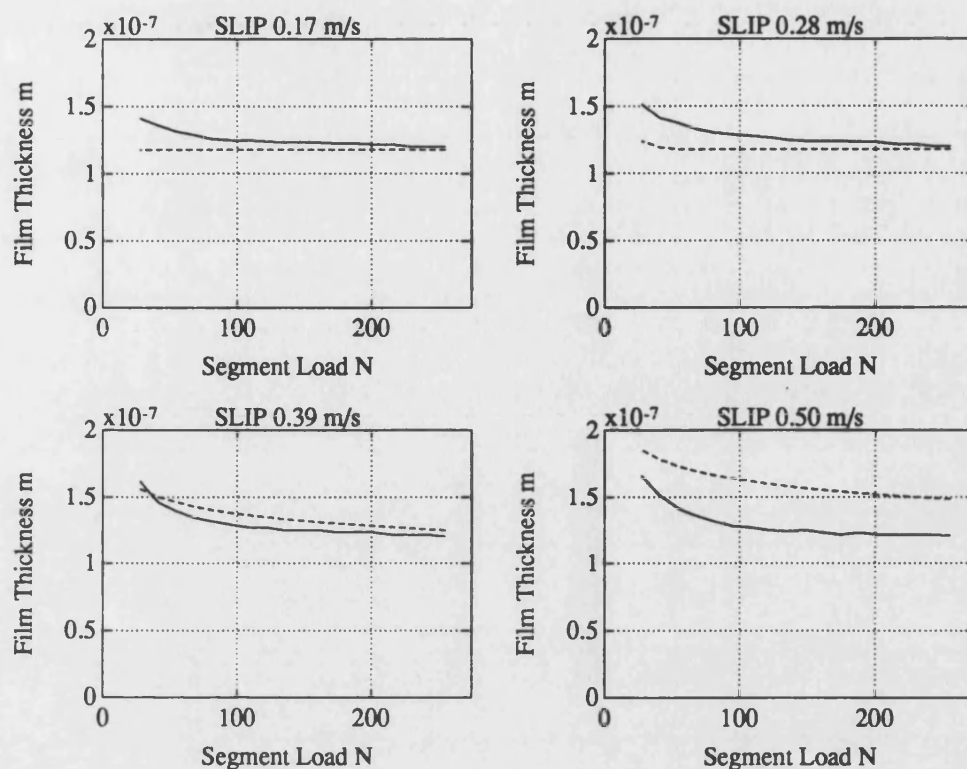 x10-7 SLIP 0.17 m/s
2
1.5
1
0.5
0
Film Thickness m
0 100 200
Segment Load N
x10-7 SLIP 0.28 m/s
2
1.5
1
0.5
0
Film Thickness m
0 100 200
Segment Load N
x10-7 SLIP 0.39 m/s
2
1.5
1
0.5
0
Film Thickness m
0 100 200
Segment Load N
x10-7 SLIP 0.50 m/s
2
1.5
1
0.5
0
Film Thickness m
0 100 200
Segment Load N